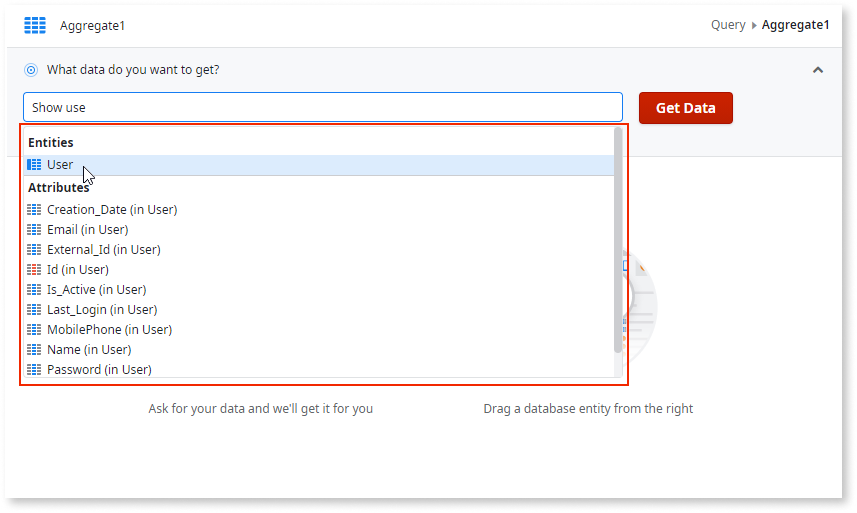 Aggregate1
Query ▸ Aggregate1
What data do you want to get?
Show use
Get Data
Entities
User
Attributes
Creation_Date (in User)
Email (in User)
External_Id (in User)
Id (in User)
Is_Active (in User)
Last_Login (in User)
MobilePhone (in User)
Name (in User)
Password (in User)
Ask for your data and we'll get it for you
Drag a database entity from the right